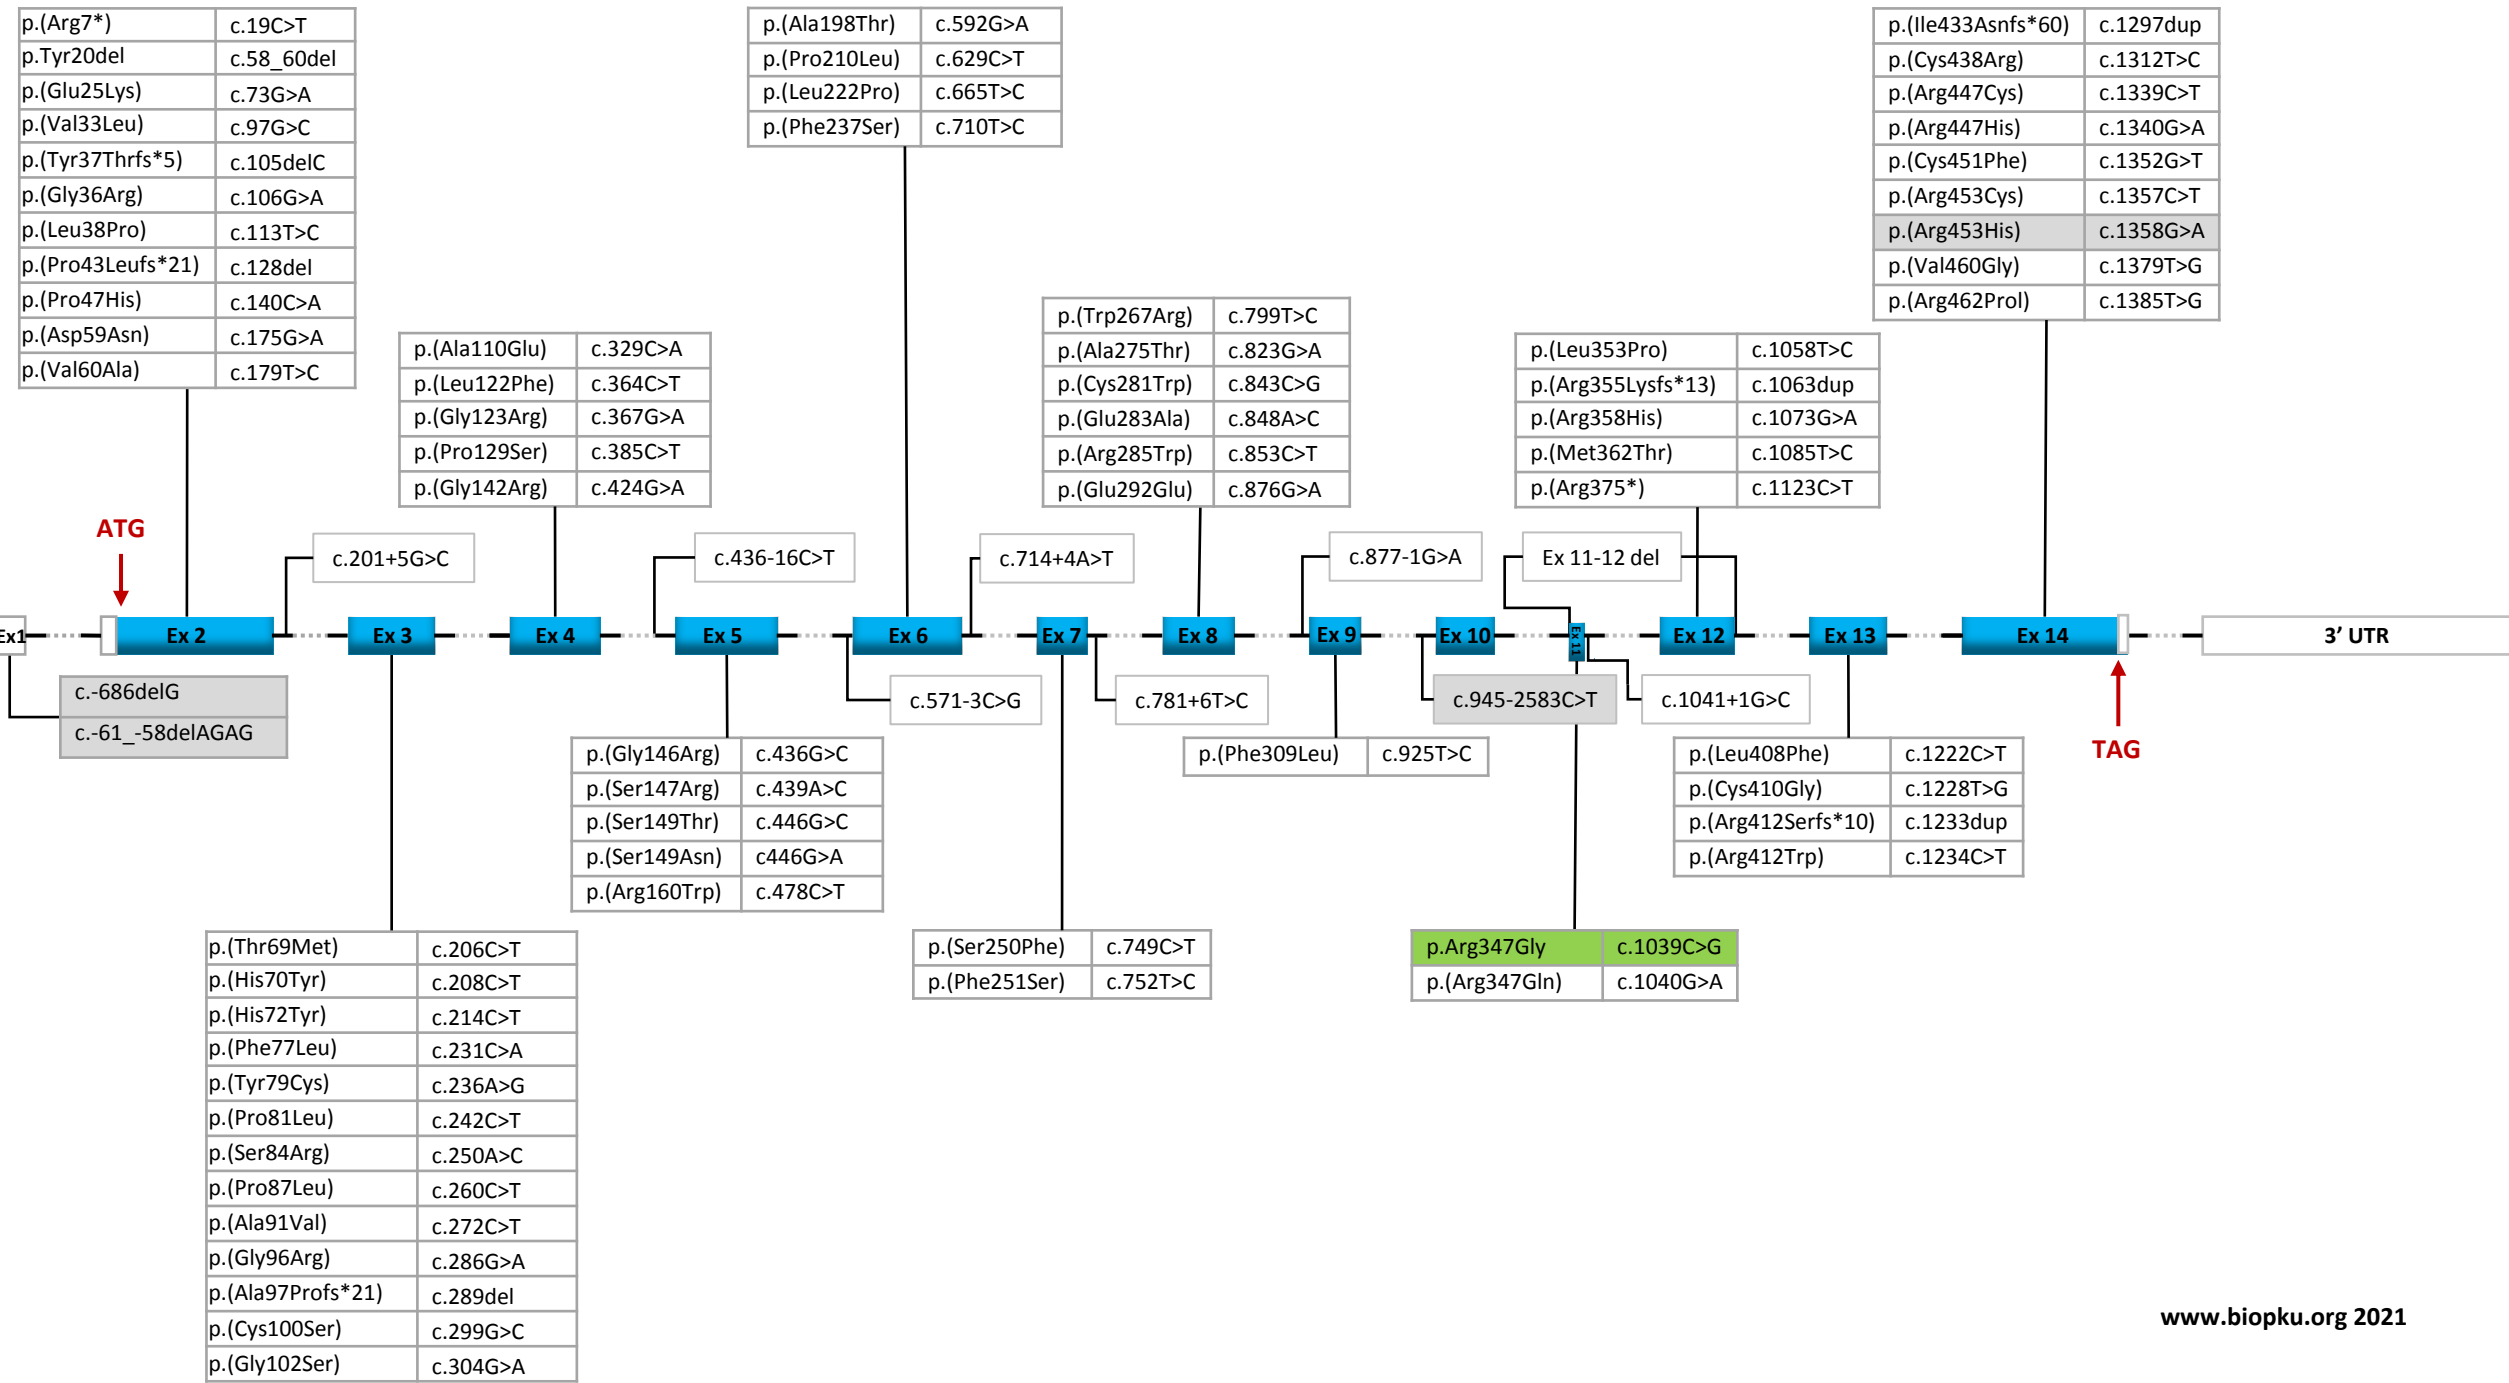 p.(Arg7*) c.19C>T
p.Tyr20del c.58_60del
p.(Glu25Lys) c.73G>A
p.(Val33Leu) c.97G>C
p.(Tyr37Thrfs*5) c.105delC
p.(Gly36Arg) c.106G>A
p.(Leu38Pro) c.113T>C
p.(Pro43Leufs*21) c.128del
p.(Pro47His) c.140C>A
p.(Asp59Asn) c.175G>A
p.(Val60Ala) c.179T>C
p.(Ala198Thr) c.592G>A
p.(Pro210Leu) c.629C>T
p.(Leu222Pro) c.665T>C
p.(Phe237Ser) c.710T>C
p.(Ile433Asnfs*60) c.1297dup
p.(Cys438Arg) c.1312T>C
p.(Arg447Cys) c.1339C>T
p.(Arg447His) c.1340G>A
p.(Cys451Phe) c.1352G>T
p.(Arg453Cys) c.1357C>T
p.(Arg453His) c.1358G>A
p.(Val460Gly) c.1379T>G
p.(Arg462Prol) c.1385T>G
p.(Ala110Glu) c.329C>A
p.(Leu122Phe) c.364C>T
p.(Gly123Arg) c.367G>A
p.(Pro129Ser) c.385C>T
p.(Gly142Arg) c.424G>A
p.(Trp267Arg) c.799T>C
p.(Ala275Thr) c.823G>A
p.(Cys281Trp) c.843C>G
p.(Glu283Ala) c.848A>C
p.(Arg285Trp) c.853C>T
p.(Glu292Glu) c.876G>A
p.(Leu353Pro) c.1058T>C
p.(Arg355Lysfs*13) c.1063dup
p.(Arg358His) c.1073G>A
p.(Met362Thr) c.1085T>C
p.(Arg375*) c.1123C>T
ATG
c.201+5G>C
c.436-16C>T
c.714+4A>T
c.877-1G>A
Ex 11-12 del
Ex1 Ex 2 Ex 3 Ex 4 Ex 5 Ex 6 Ex 7 Ex 8 Ex 9 Ex 10 Ex 11 Ex 12 Ex 13 Ex 14 3’ UTR
c.-686delG
c.-61_-58delAGAG
c.571-3C>G
c.781+6T>C
c.945-2583C>T
c.1041+1G>C
TAG
p.(Gly146Arg) c.436G>C
p.(Ser147Arg) c.439A>C
p.(Ser149Thr) c.446G>C
p.(Ser149Asn) c446G>A
p.(Arg160Trp) c.478C>T
p.(Phe309Leu) c.925T>C
p.(Leu408Phe) c.1222C>T
p.(Cys410Gly) c.1228T>G
p.(Arg412Serfs*10) c.1233dup
p.(Arg412Trp) c.1234C>T
p.(Thr69Met) c.206C>T
p.(His70Tyr) c.208C>T
p.(His72Tyr) c.214C>T
p.(Phe77Leu) c.231C>A
p.(Tyr79Cys) c.236A>G
p.(Pro81Leu) c.242C>T
p.(Ser84Arg) c.250A>C
p.(Pro87Leu) c.260C>T
p.(Ala91Val) c.272C>T
p.(Gly96Arg) c.286G>A
p.(Ala97Profs*21) c.289del
p.(Cys100Ser) c.299G>C
p.(Gly102Ser) c.304G>A
p.(Ser250Phe) c.749C>T
p.(Phe251Ser) c.752T>C
p.Arg347Gly c.1039C>G
p.(Arg347Gln) c.1040G>A
www.biopku.org 2021